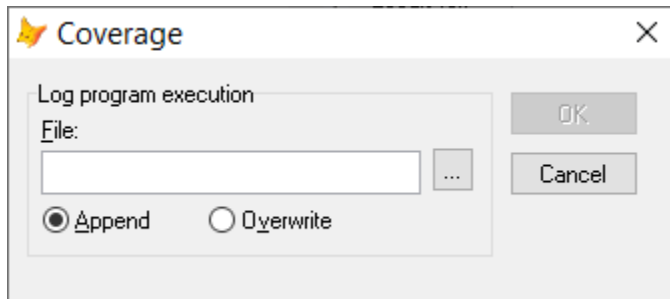 Coverage
Log program execution
File:
...
OK
Cancel
Append
Overwrite